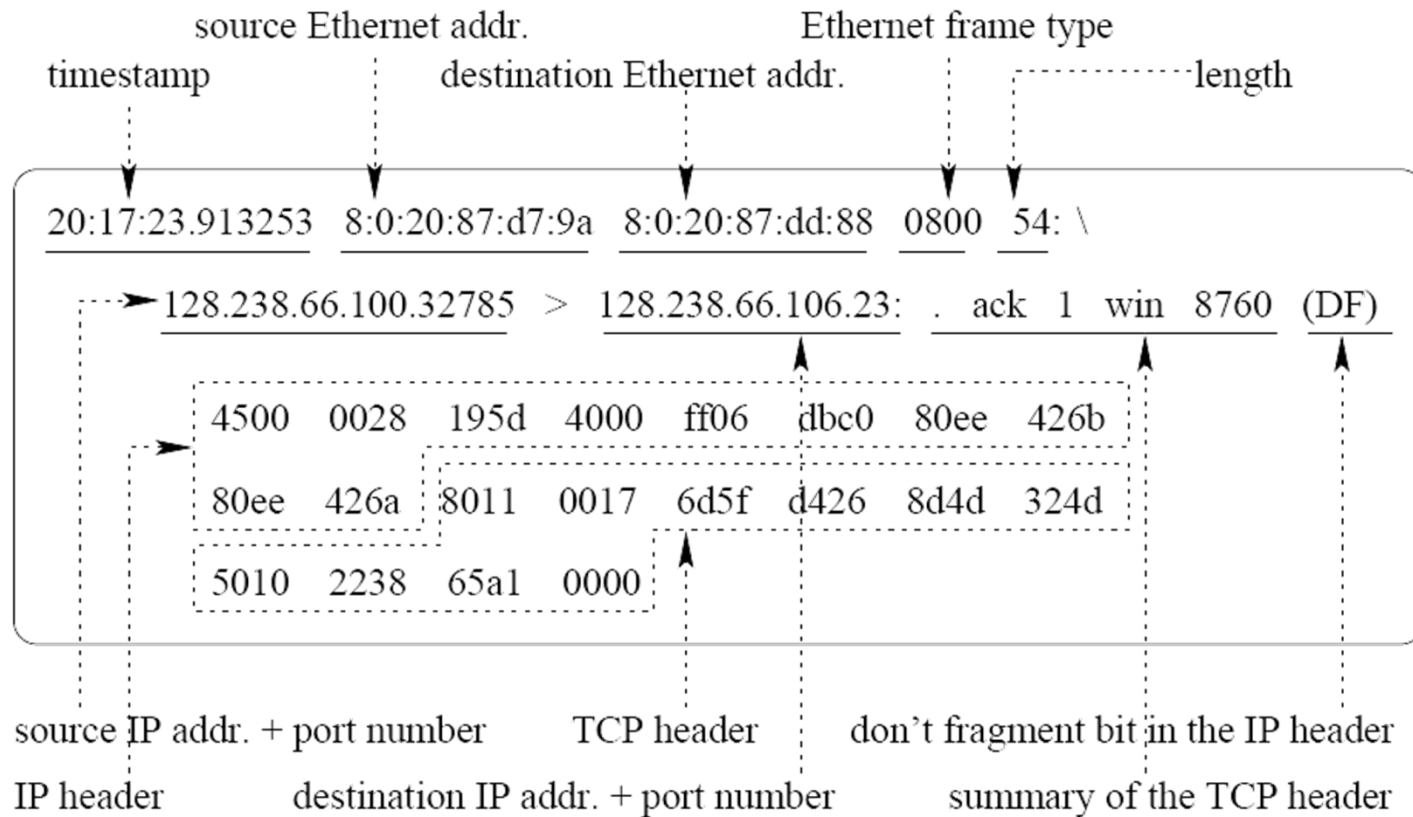 source Ethernet addr. Ethernet frame type
timestamp destination Ethernet addr. length
20:17:23.913253 8:0:20:87:d7:9a 8:0:20:87:dd:88 0800 54: \
128.238.66.100.32785 > 128.238.66.106.23: . ack 1 win 8760 (DF)
4500 0028 195d 4000 ff06 dbc0 80ee 426b
80ee 426a 8011 0017 6d5f d426 8d4d 324d
5010 2238 65a1 0000
source IP addr. + port number TCP header don't fragment bit in the IP header
IP header destination IP addr. + port number summary of the TCP header